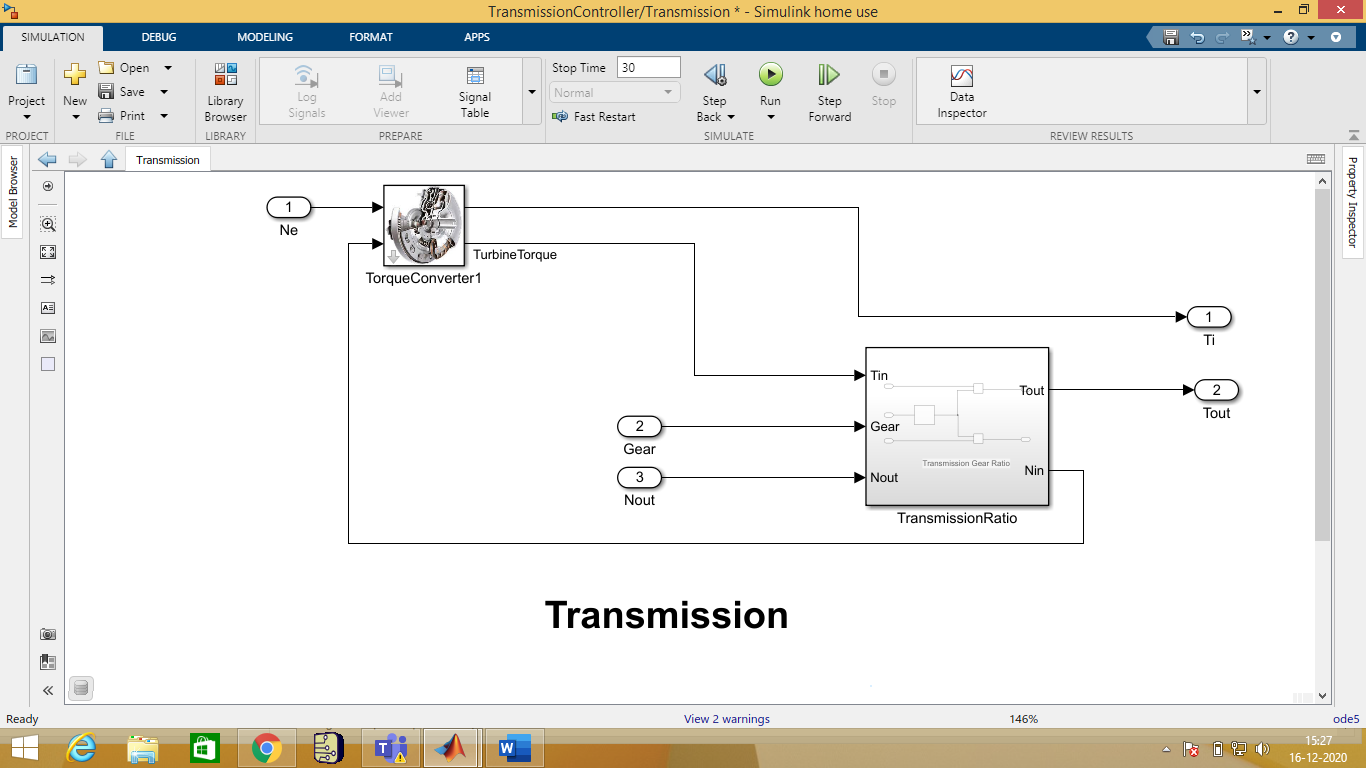 TransmissionController/Transmission * - Simulink home use
SIMULATION
DEBUG
MODELING
FORMAT
APPS
Project
New
Open
Save
Print
Library
Browser
Log
Signals
Add
Viewer
Signal
Table
Stop Time 30
Normal
Fast Restart
Step
Back
Run
Step
Forward
Stop
Data
Inspector
PROJECT
FILE
LIBRARY
PREPARE
SIMULATE
REVIEW RESULTS
Model Browser
Transmission
Property Inspector
1
Ne
TurbineTorque
TorqueConverter1
1
Ti
Tin
Tout
2
Tout
2
Gear
Gear
Transmission Gear Ratio
Nin
3
Nout
Nout
TransmissionRatio
Transmission
Ready
View 2 warnings
146%
ode5
15:27
16-12-2020